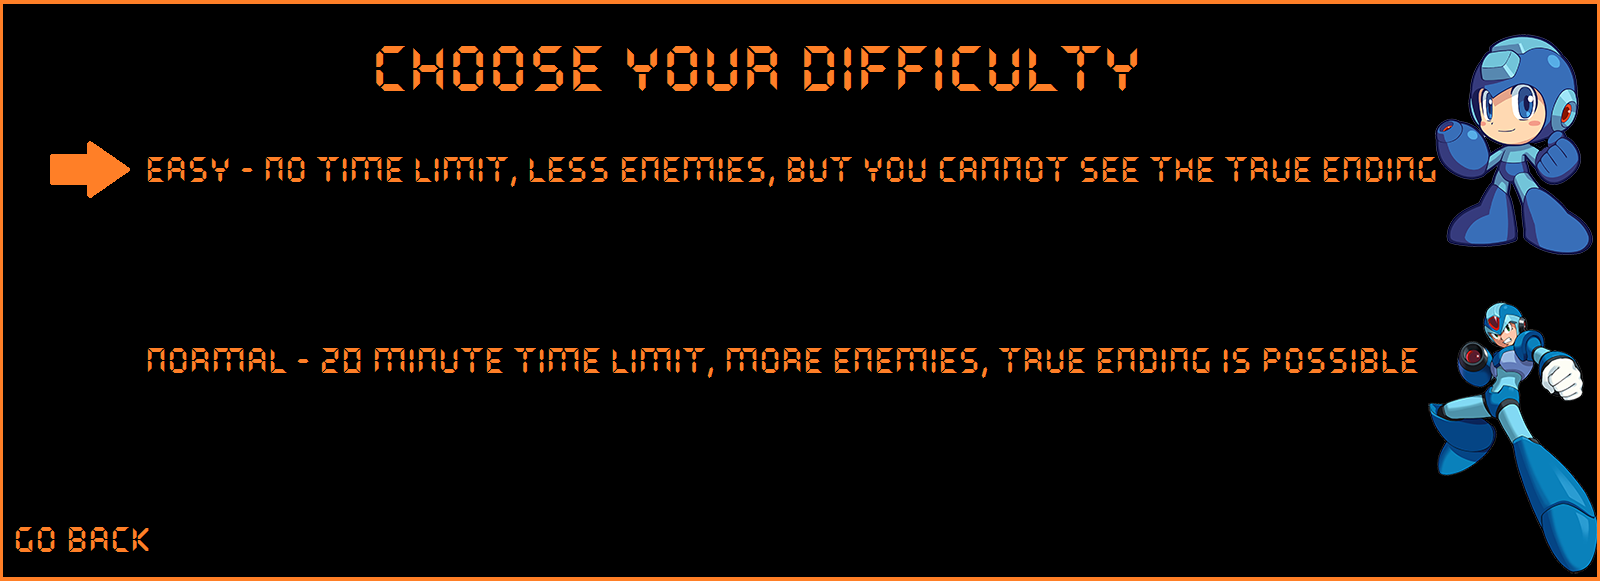 CHOOSE YOUR DIFFICULTY
EASY - NO TIME LIMIT, LESS ENEMIES, BUT YOU CANNOT SEE THE TRUE ENDING
NORMAL - 20 MINUTE TIME LIMIT, MORE ENEMIES, TRUE ENDING IS POSSIBLE
GO BACK